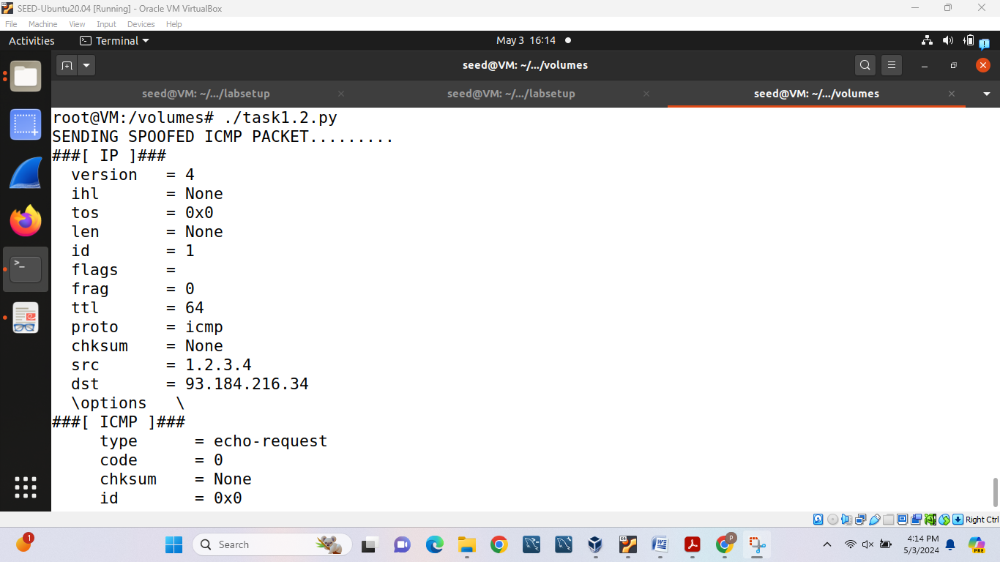 SEED-Ubuntu20.04 [Running] - Oracle VM VirtualBox
File Machine View Input Devices Help
Activities Terminal May 3 16:14
seed@VM: ~/.../volumes
seed@VM: ~/.../labsetup × seed@VM: ~/.../labsetup × seed@VM: ~/.../volumes ×
root@VM:/volumes# ./task1.2.py
SENDING SPOOFED ICMP PACKET.........
###[ IP ]###
  version   = 4
  ihl       = None
  tos       = 0x0
  len       = None
  id        = 1
  flags     =
  frag      = 0
  ttl       = 64
  proto     = icmp
  chksum    = None
  src       = 1.2.3.4
  dst       = 93.184.216.34
  \options   \
###[ ICMP ]###
     type      = echo-request
     code      = 0
     chksum    = None
     id        = 0x0
Right Ctrl
1
Search
P
4:14 PM
5/3/2024
PRE